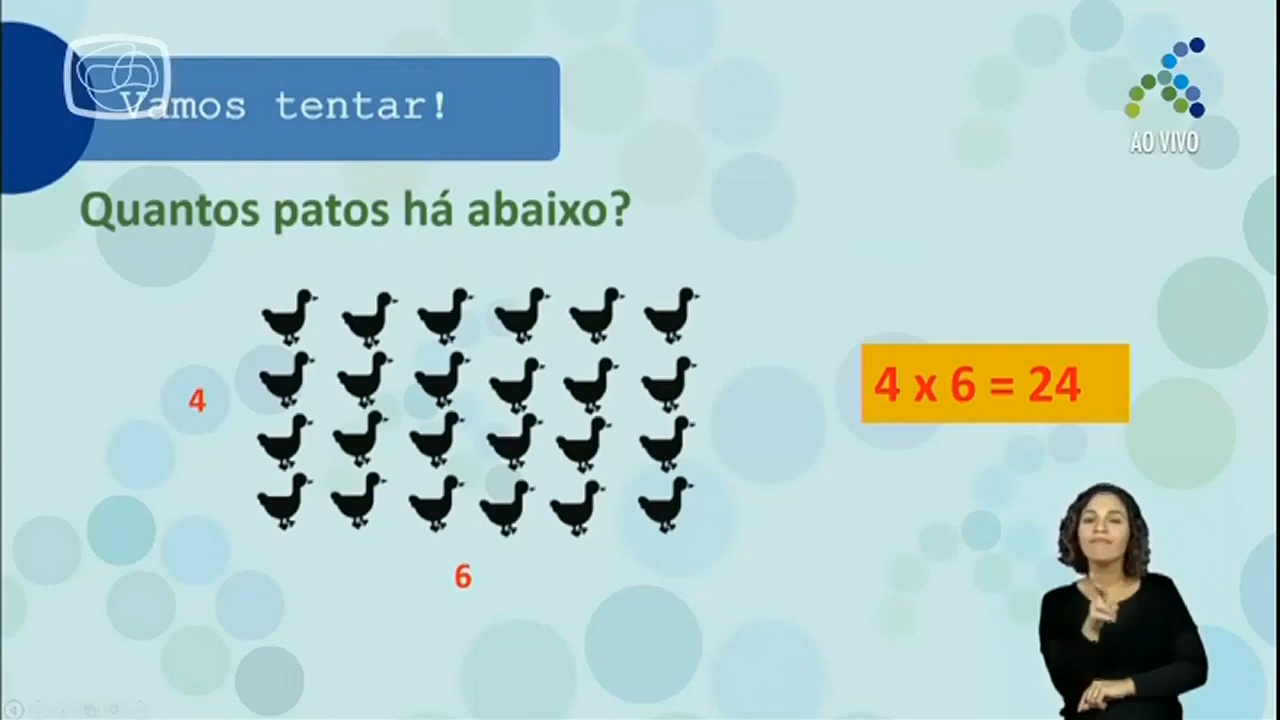 Vamos tentar!
AO VIVO
Quantos patos há abaixo?
4
4 x 6 = 24
6